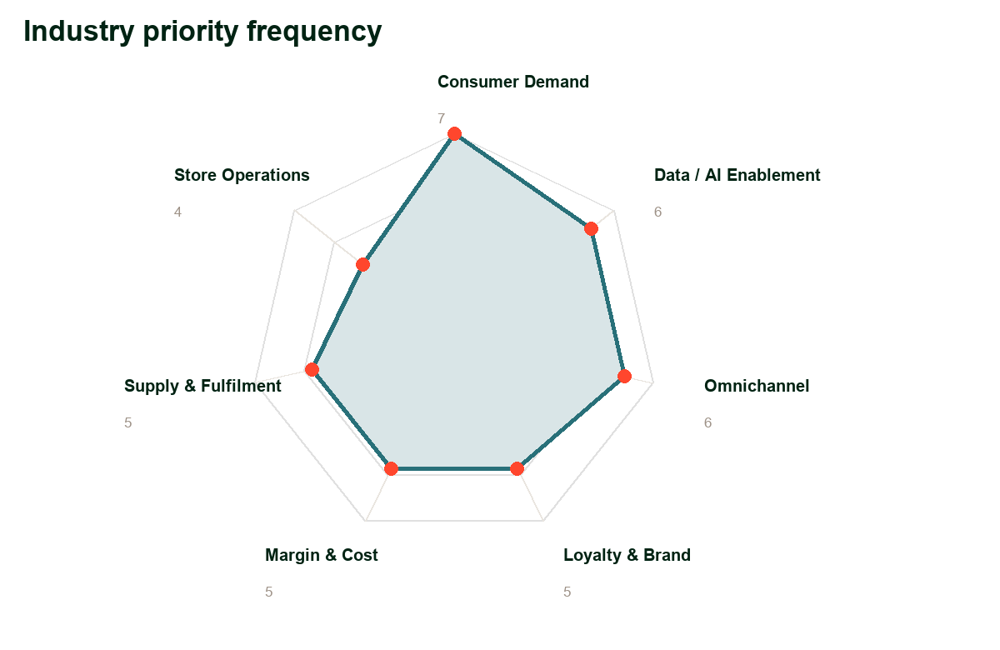 Industry priority frequency
Consumer Demand
7
Store Operations
4
Data / AI Enablement
6
Supply & Fulfilment
5
Omnichannel
6
Margin & Cost
5
Loyalty & Brand
5